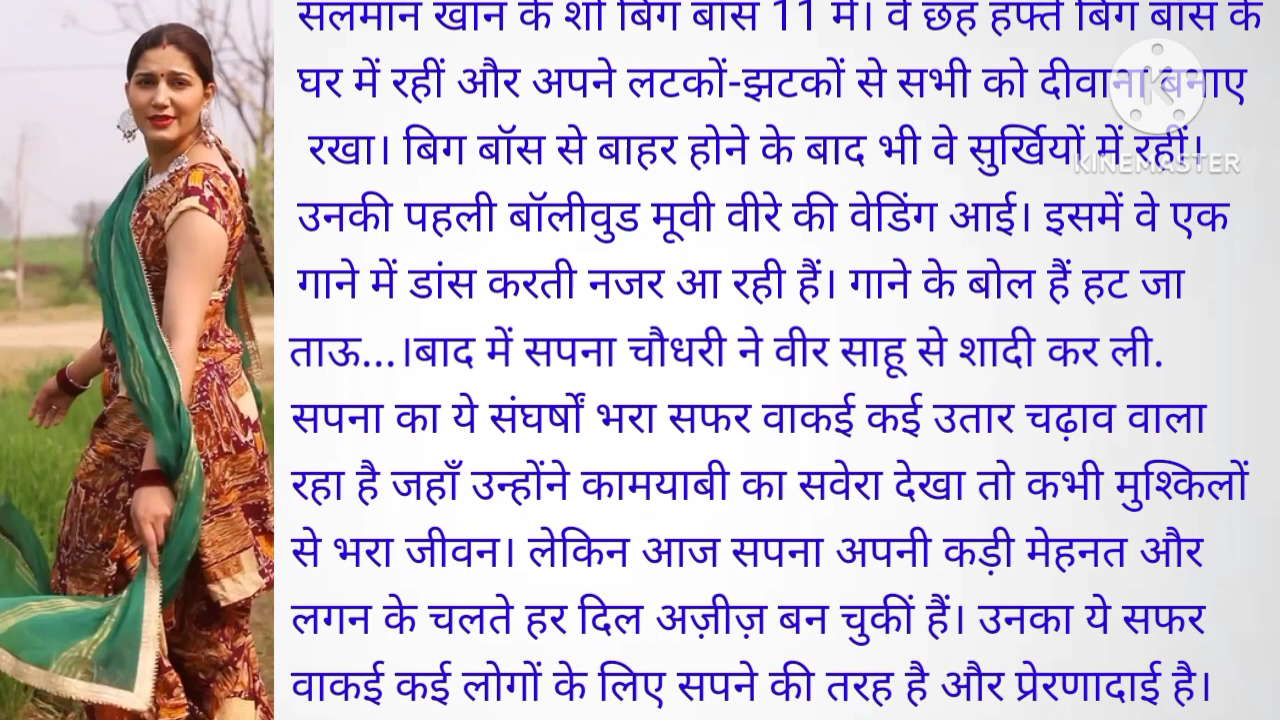 सलमान खान के शो बिग बॉस 11 में। वे छह हफ्ते बिग बॉस के
घर में रहीं और अपने लटकों-झटकों से सभी को दीवाना बनाए
रखा। बिग बॉस से बाहर होने के बाद भी वे सुर्खियों में रहीं।
KINEMASTER
उनकी पहली बॉलीवुड मूवी वीरे की वेडिंग आई। इसमें वे एक
गाने में डांस करती नजर आ रही हैं। गाने के बोल हैं हट जा
ताऊ...।बाद में सपना चौधरी ने वीर साहू से शादी कर ली.
सपना का ये संघर्षों भरा सफर वाकई कई उतार चढ़ाव वाला
रहा है जहाँ उन्होंने कामयाबी का सवेरा देखा तो कभी मुश्किलों
से भरा जीवन। लेकिन आज सपना अपनी कड़ी मेहनत और
लगन के चलते हर दिल अज़ीज़ बन चुकीं हैं। उनका ये सफर
वाकई कई लोगों के लिए सपने की तरह है और प्रेरणादाई है।